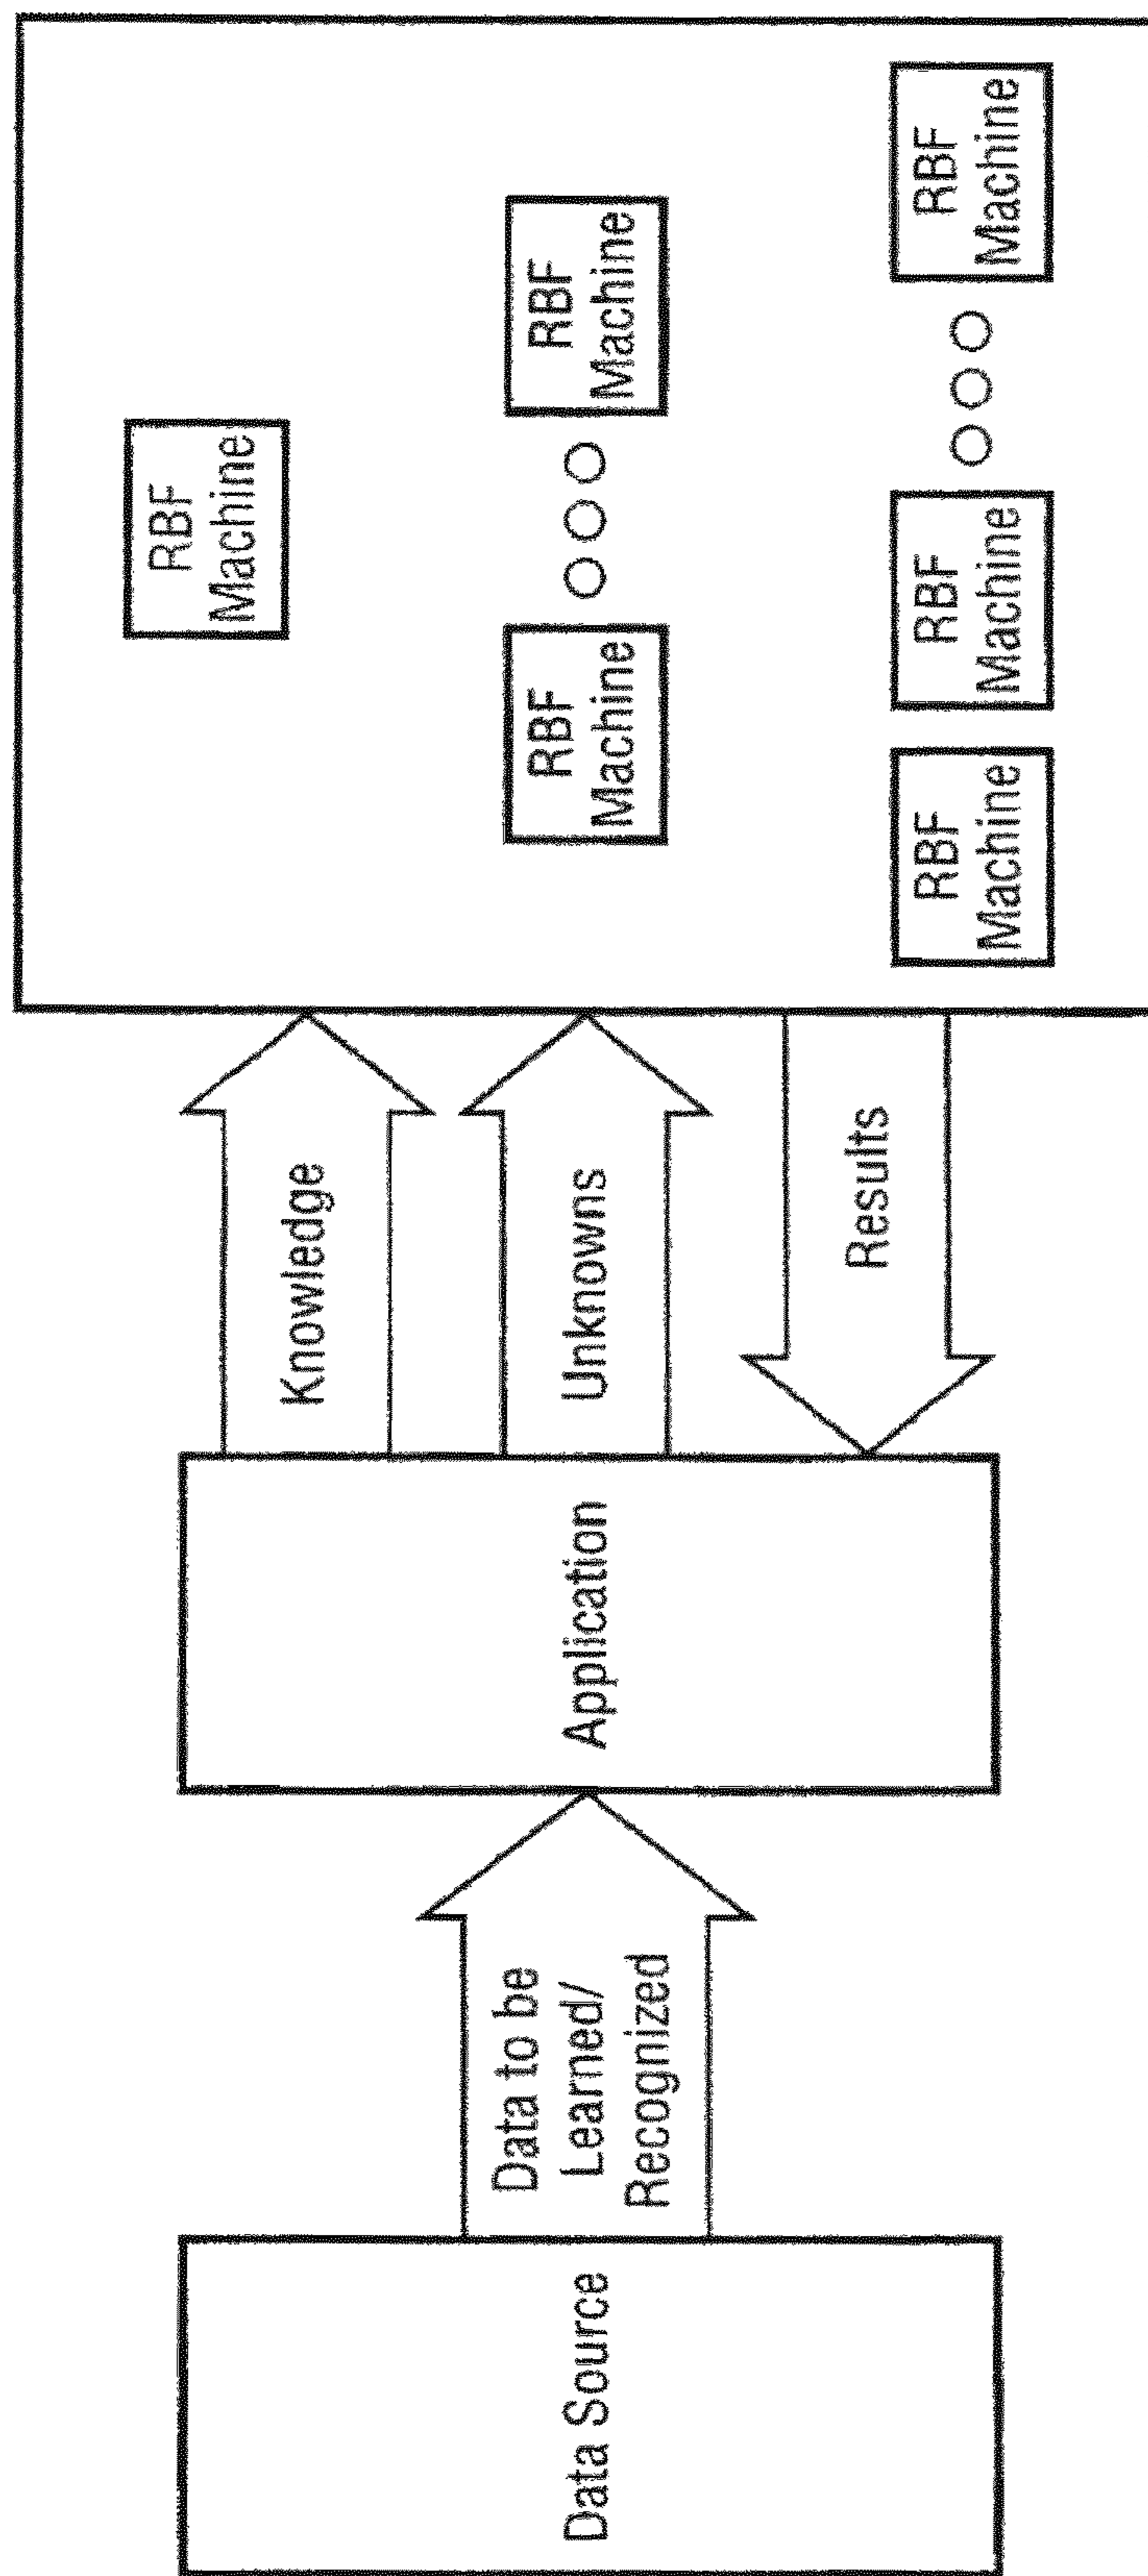 Data Source
Data to be
Learned/
Recognized
Application
Knowledge
Unknowns
Results
RBF
Machine
RBF
Machine
RBF
Machine
RBF
Machine
RBF
Machine
RBF
Machine